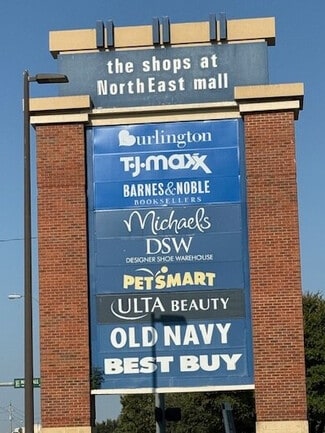 the shops at
NorthEast mall
Burlington
T·J·maxx
BARNES&NOBLE
BOOKSELLERS
Michaels
DSW
DESIGNER SHOE WAREHOUSE
PETSMART
ULTA BEAUTY
OLD NAVY
BEST BUY